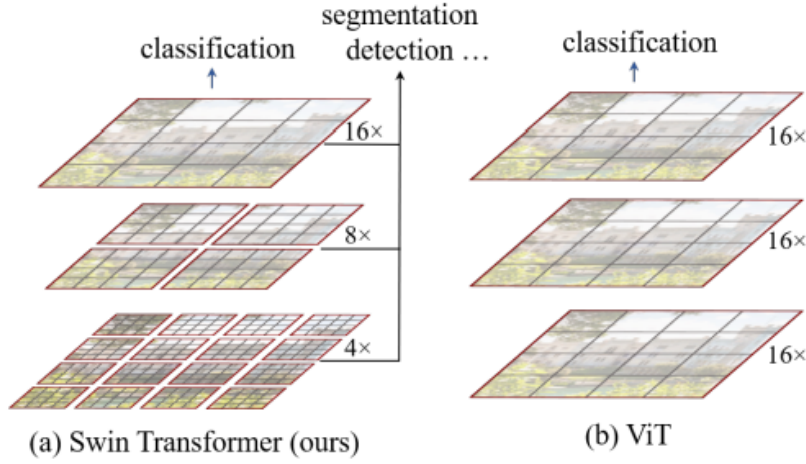 segmentation
classification detection …
classification
16×
8×
4×
16×
16×
16×
(a) Swin Transformer (ours)
(b) ViT